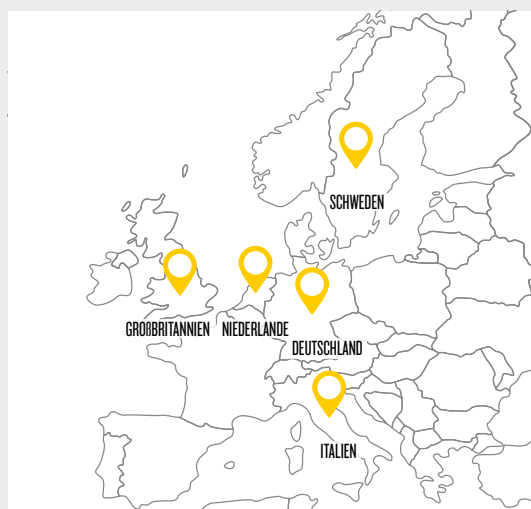 SCHWEDEN
GROßBRITANNIEN
NIEDERLANDE
DEUTSCHLAND
ITALIEN